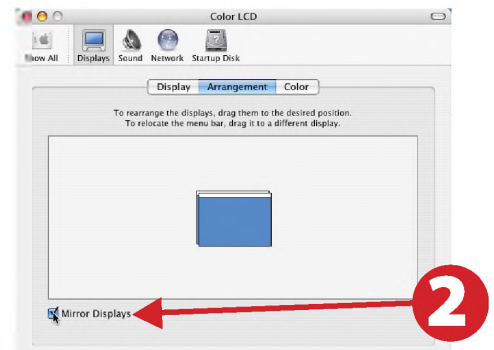 Color LCD
Show All Displays Sound Network Startup Disk
Display Arrangement Color
To rearrange the displays, drag them to the desired position.
To relocate the menu bar, drag it to a different display.
Mirror Displays
2